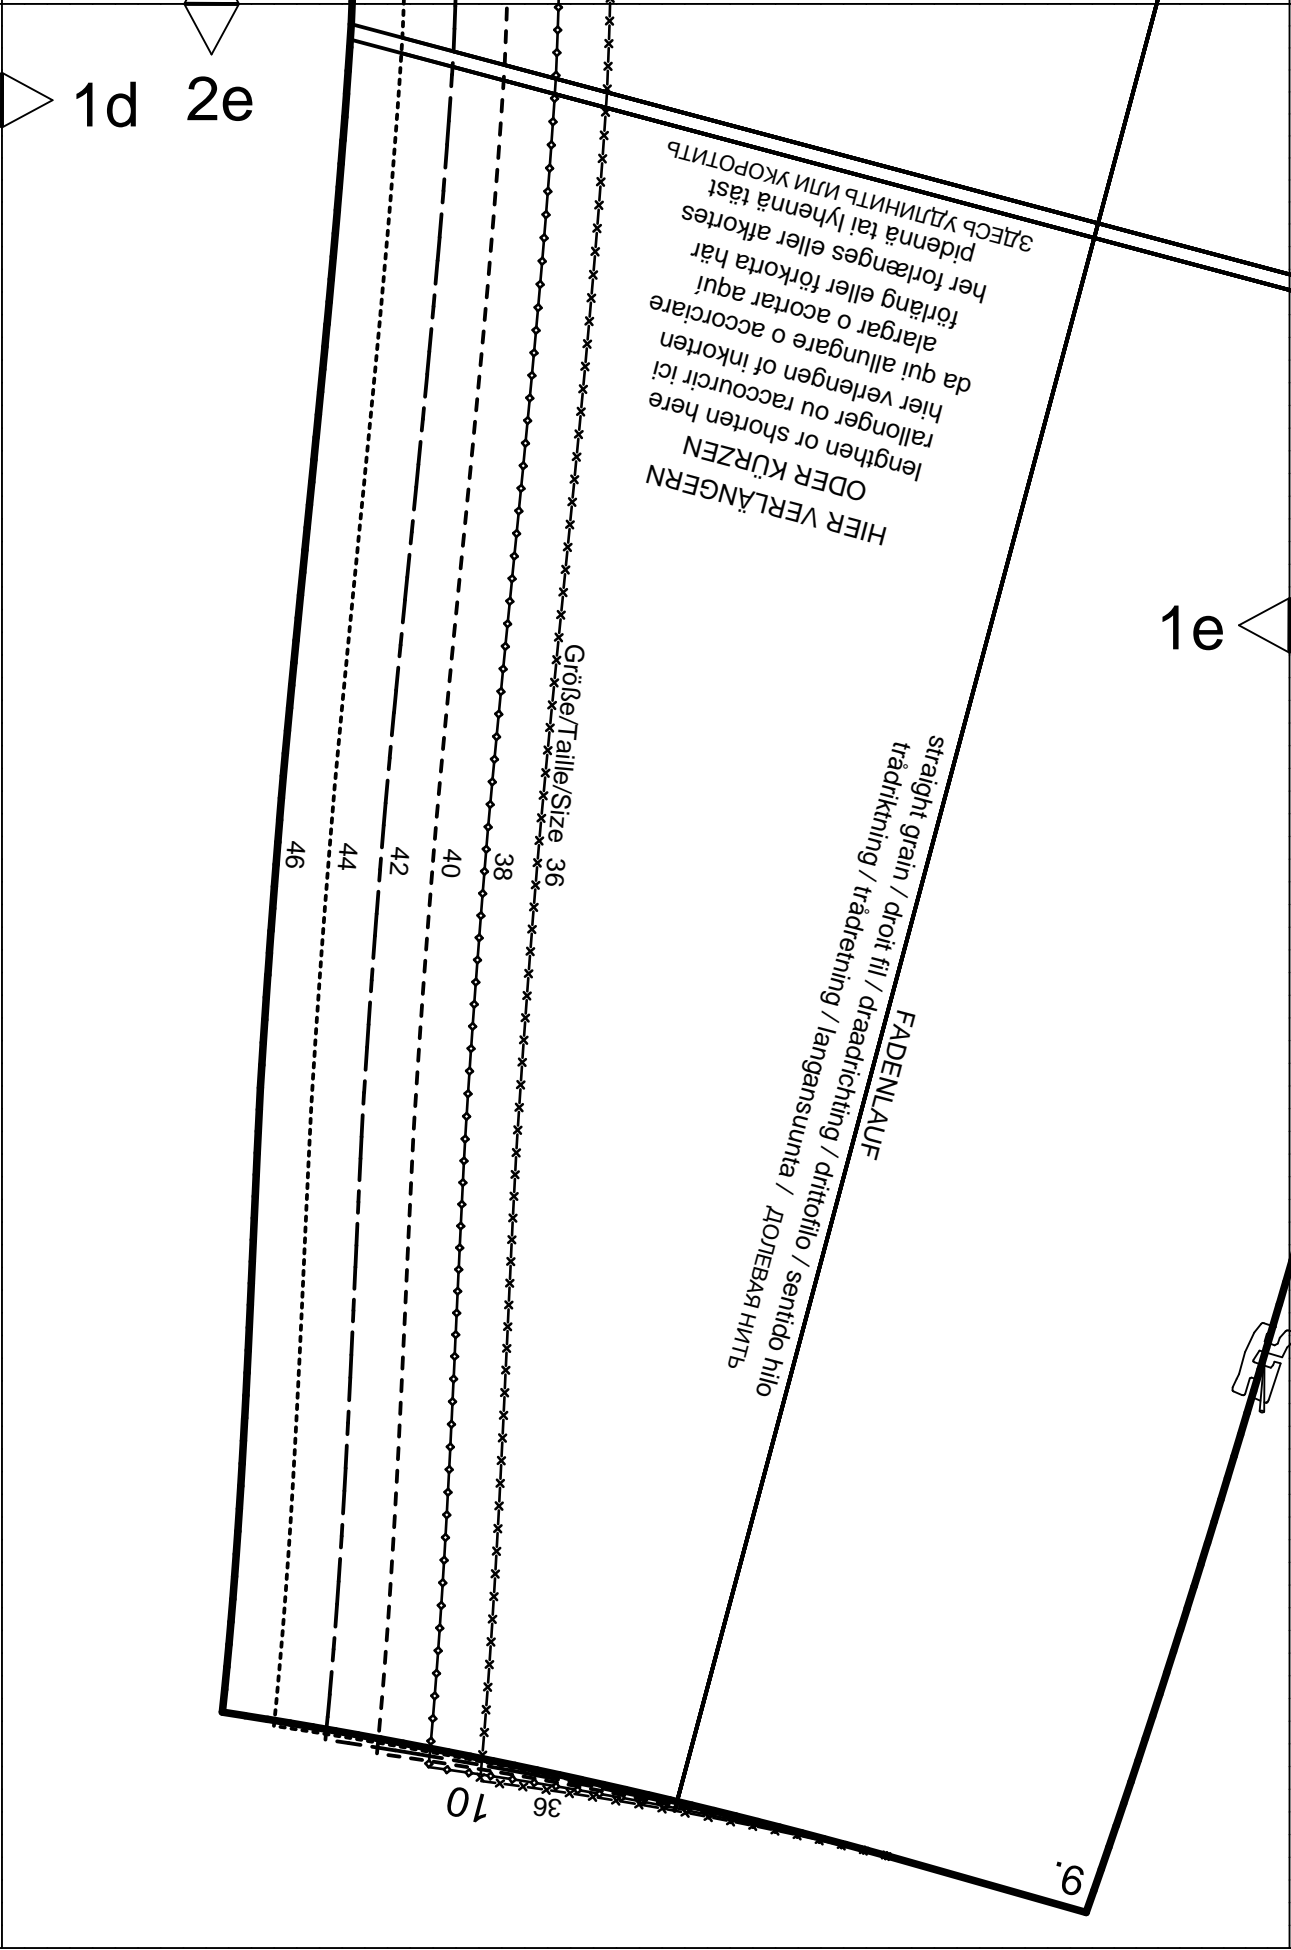 1d
2e
HIER VERLÄNGERN
ODER KÜRZEN
lengthen or shorten here
rallonger ou raccourcir ici
hier verlengen of inkorten
da qui allungare o accorciare
alargar o acortar aquí
förläng eller förkorta här
her forlænges eller afkortes
pidennä tai lyhennä täst
ЗДЕСЬ УДЛИНИТЬ ИЛИ УКОРОТИТЬ
1e
Größe/Taille/Size 36
38
40
42
44
46
FADENLAUF
straight grain / droit fil / draadrichting / drittofilo / sentido hilo
trådriktning / trådretning / langansuunta / ДОЛЕВАЯ НИТЬ
10
36
9.